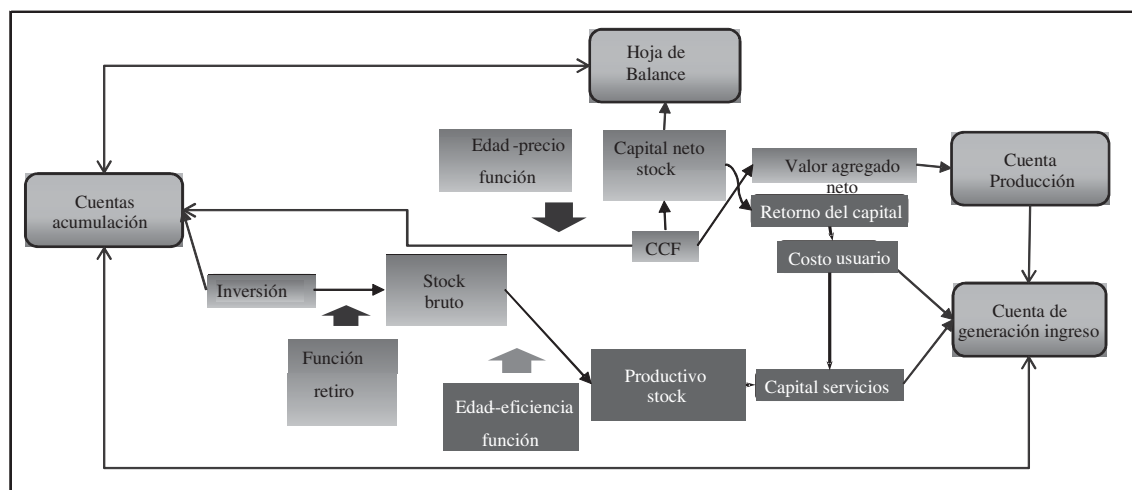 Hoja de
Balance
Edad -precio
función
Capital neto
stock
Valor agregado
neto
Cuenta
Producción
Cuentas
acumulación
Retorno del capital
CCF
Costo usuario
Inversión
Stock
bruto
Cuenta de
generación ingreso
Función
retiro
Productivo
stock
Capital servicios
Edad--eficiencia
función